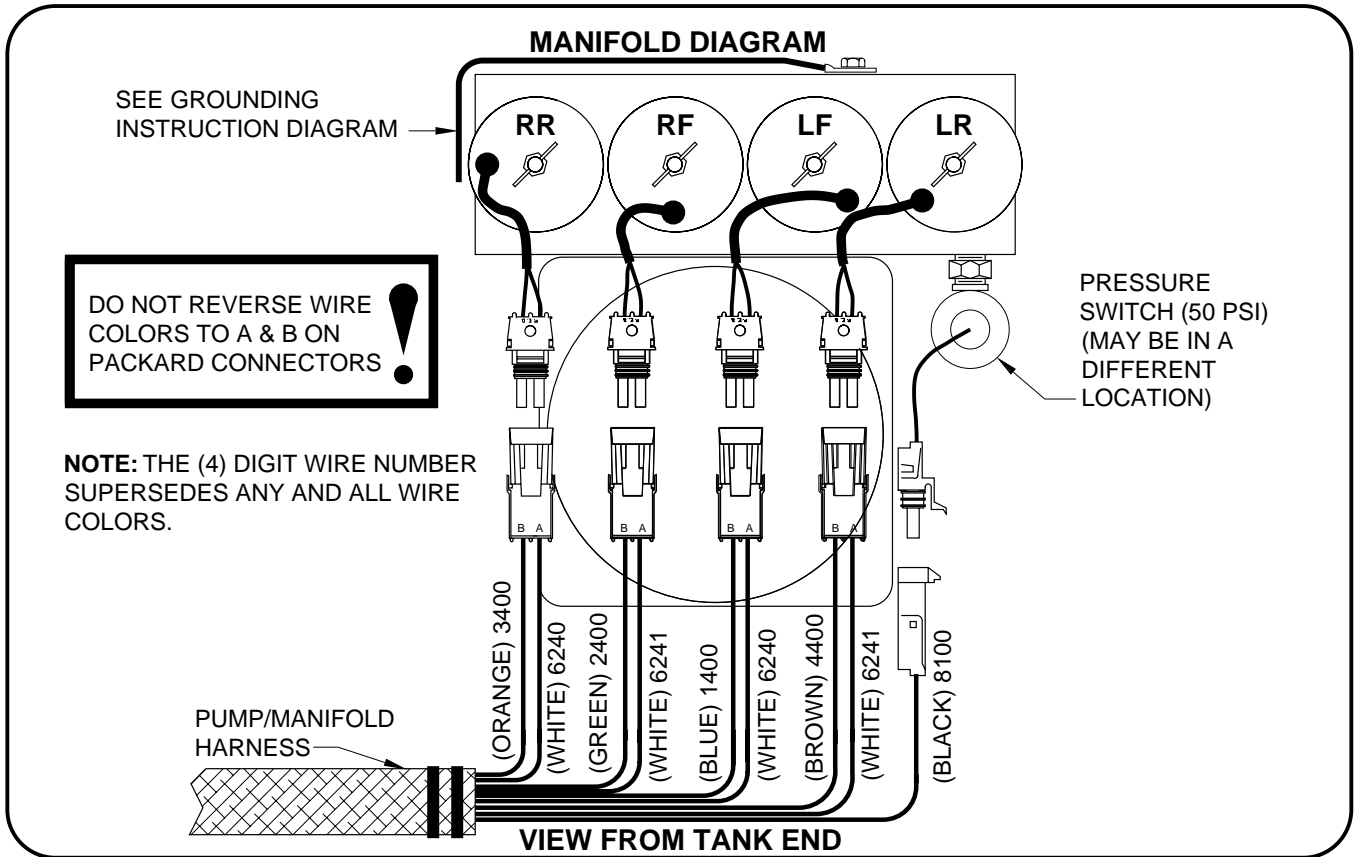 MANIFOLD DIAGRAM
SEE GROUNDING
INSTRUCTION DIAGRAM
RR
RF
LF
LR
DO NOT REVERSE WIRE
COLORS TO A & B ON
PACKARD CONNECTORS
!
PRESSURE
SWITCH (50 PSI)
(MAY BE IN A
DIFFERENT
LOCATION)
NOTE: THE (4) DIGIT WIRE NUMBER
SUPERSEDES ANY AND ALL WIRE
COLORS.
B A
B A
B A
B A
(ORANGE) 3400
(WHITE) 6240
(GREEN) 2400
(WHITE) 6241
(BLUE) 1400
(WHITE) 6240
(BROWN) 4400
(WHITE) 6241
(BLACK) 8100
PUMP/MANIFOLD
HARNESS
VIEW FROM TANK END